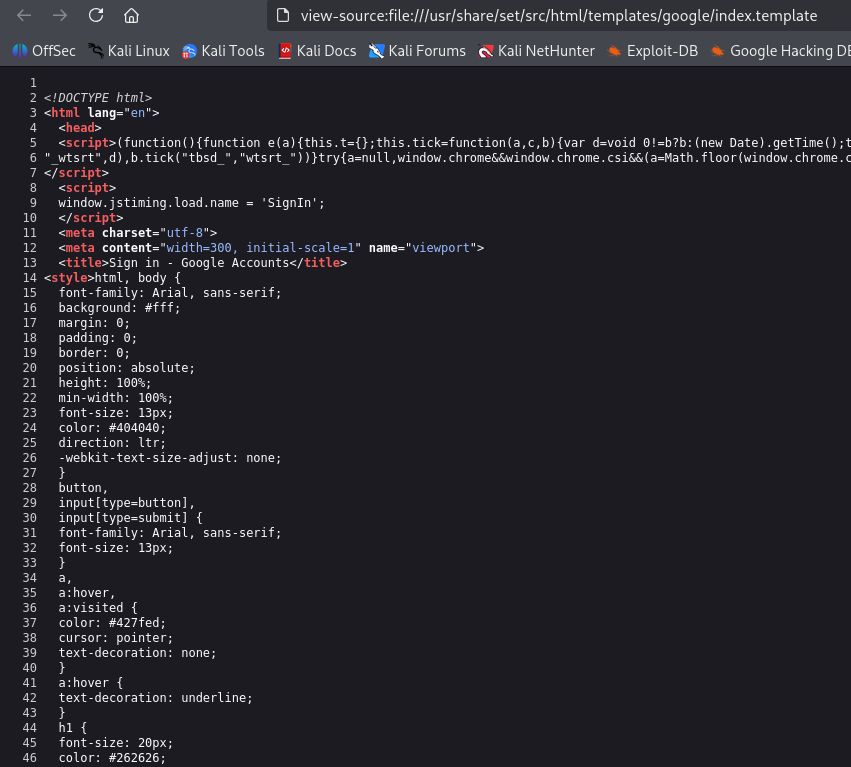 view-source:file:///usr/share/set/src/html/templates/google/index.template
OffSec Kali Linux Kali Tools Kali Docs Kali Forums Kali NetHunter Exploit-DB Google Hacking DB
1
2 <!DOCTYPE html>
3 <html lang="en">
4 <head>
5 <script>(function(){function e(a){this.t={};this.tick=function(a,c,b){var d=void 0!=b?b:(new Date).getTime();t
6 "_wtsrt",d),b.tick("tbsd_","wtsrt_"))}try{a=null,window.chrome&&window.chrome.csi&&(a=Math.floor(window.chrome.c
7 </script>
8 <script>
9 window.jstiming.load.name = 'SignIn';
10 </script>
11 <meta charset="utf-8">
12 <meta content="width=300, initial-scale=1" name="viewport">
13 <title>Sign in - Google Accounts</title>
14 <style>html, body {
15 font-family: Arial, sans-serif;
16 background: #fff;
17 margin: 0;
18 padding: 0;
19 border: 0;
20 position: absolute;
21 height: 100%;
22 min-width: 100%;
23 font-size: 13px;
24 color: #404040;
25 direction: ltr;
26 -webkit-text-size-adjust: none;
27 }
28 button,
29 input[type=button],
30 input[type=submit] {
31 font-family: Arial, sans-serif;
32 font-size: 13px;
33 }
34 a,
35 a:hover,
36 a:visited {
37 color: #427fed;
38 cursor: pointer;
39 text-decoration: none;
40 }
41 a:hover {
42 text-decoration: underline;
43 }
44 h1 {
45 font-size: 20px;
46 color: #262626;